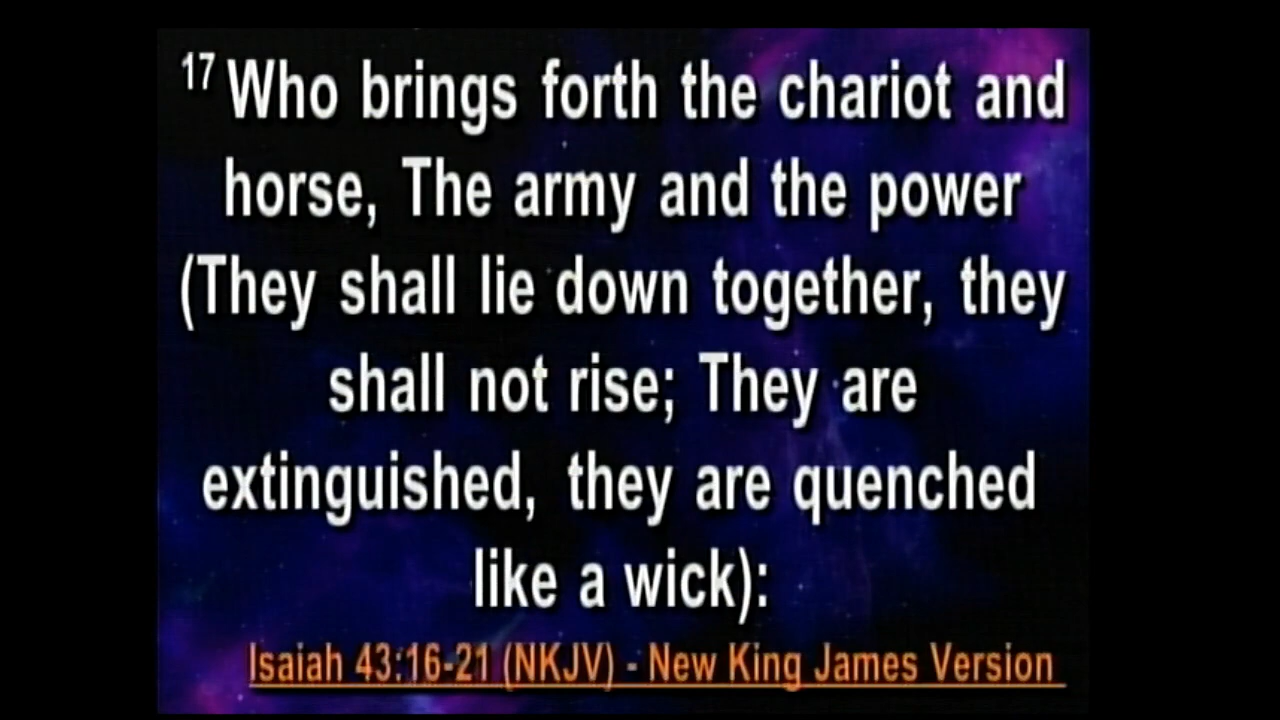 17 Who brings forth the chariot and
horse, The army and the power
(They shall lie down together, they
shall not rise; They are
extinguished, they are quenched
like a wick):
Isaiah 43:16-21 (NKJV) - New King James Version